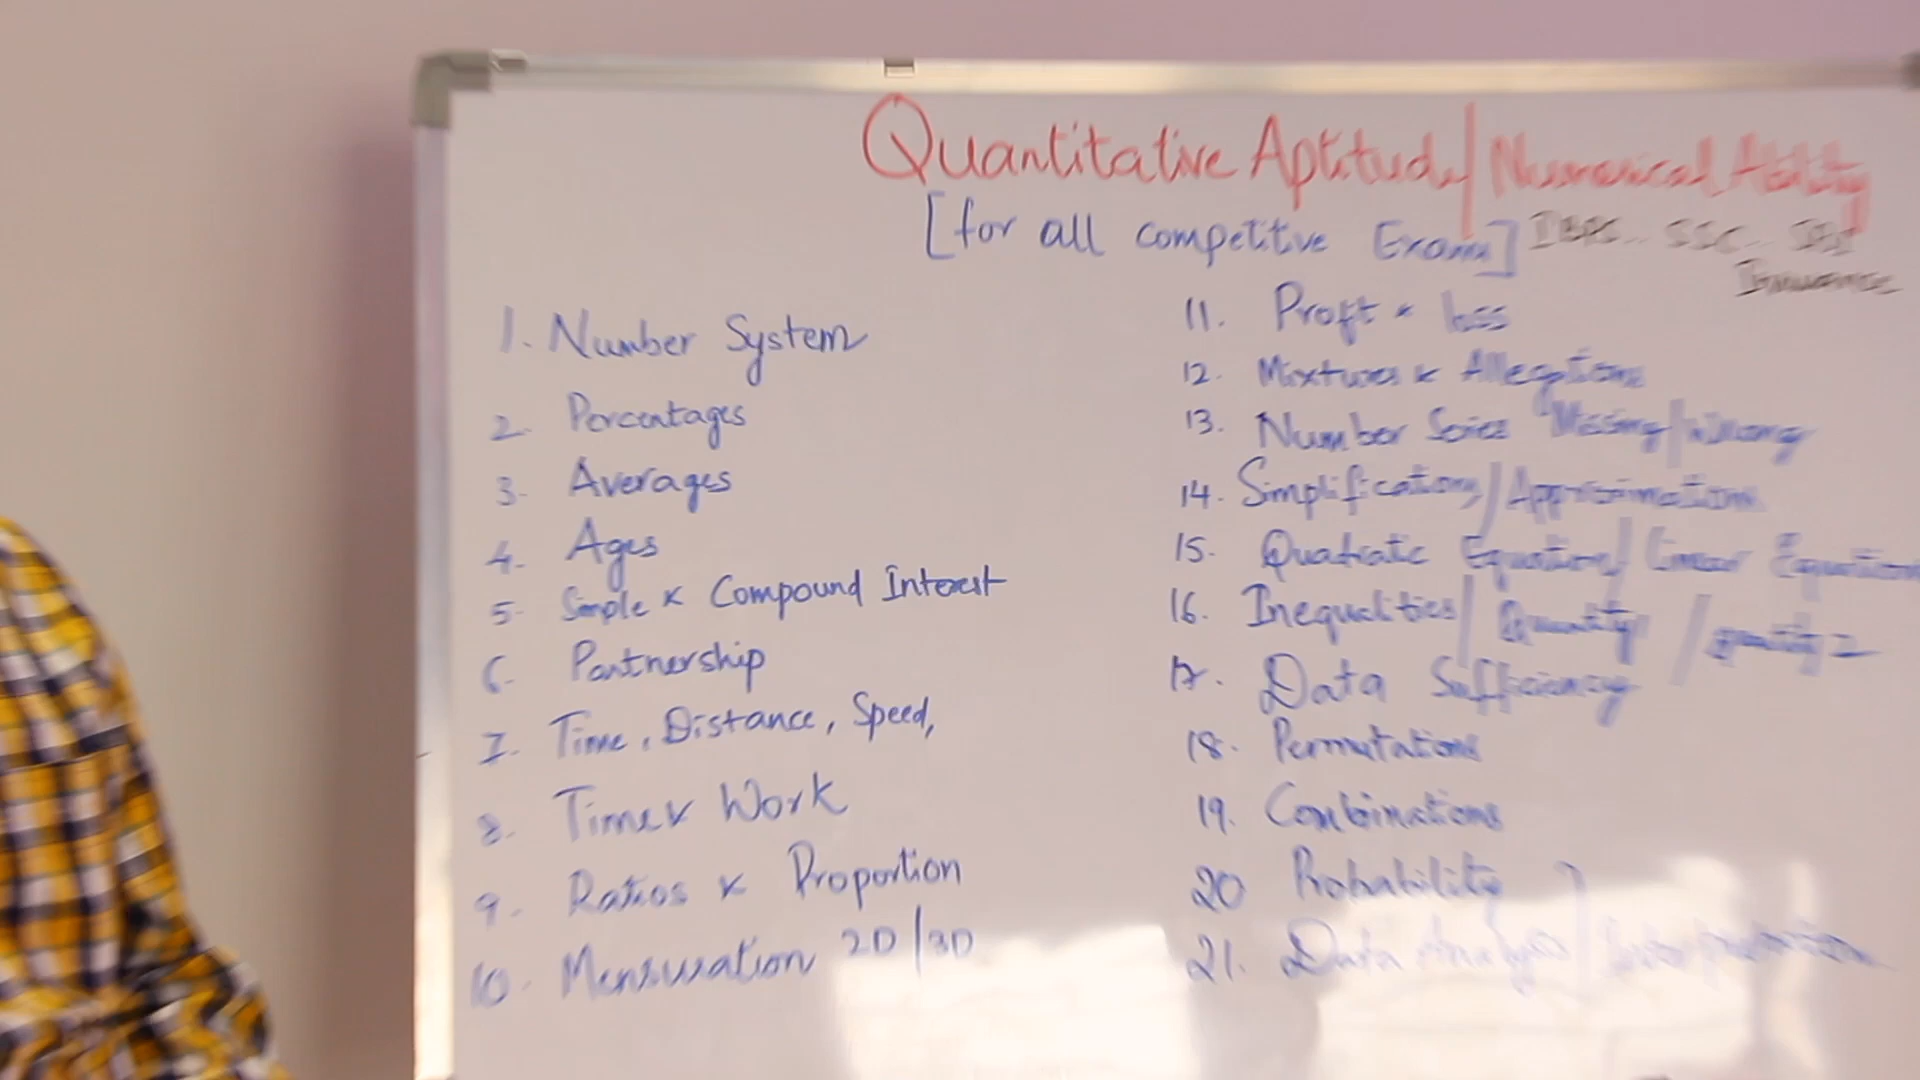 Quantitative Aptitude/Numerical Ability
[for all competitive Exams] IBPS.. SSC.. SBI
Insurance
1. Number System
2. Percentages
3. Averages
4. Ages
5. Simple & Compound Interest
6. Partnership
7. Time, Distance, Speed,
8. Time & Work
9. Ratios & Proportion
10. Mensuration 2D/3D
11. Profit & loss
12. Mixtures & Allegations
13. Number Series Missing/Wrong
14. Simplifications/Approximations
15. Quadratic Equations/Linear Equations
16. Inequalities/Quantity/quantity 2
17. Data Sufficiency
18. Permutations
19. Combinations
20 Probability
21. Data Analysis/Interpretation